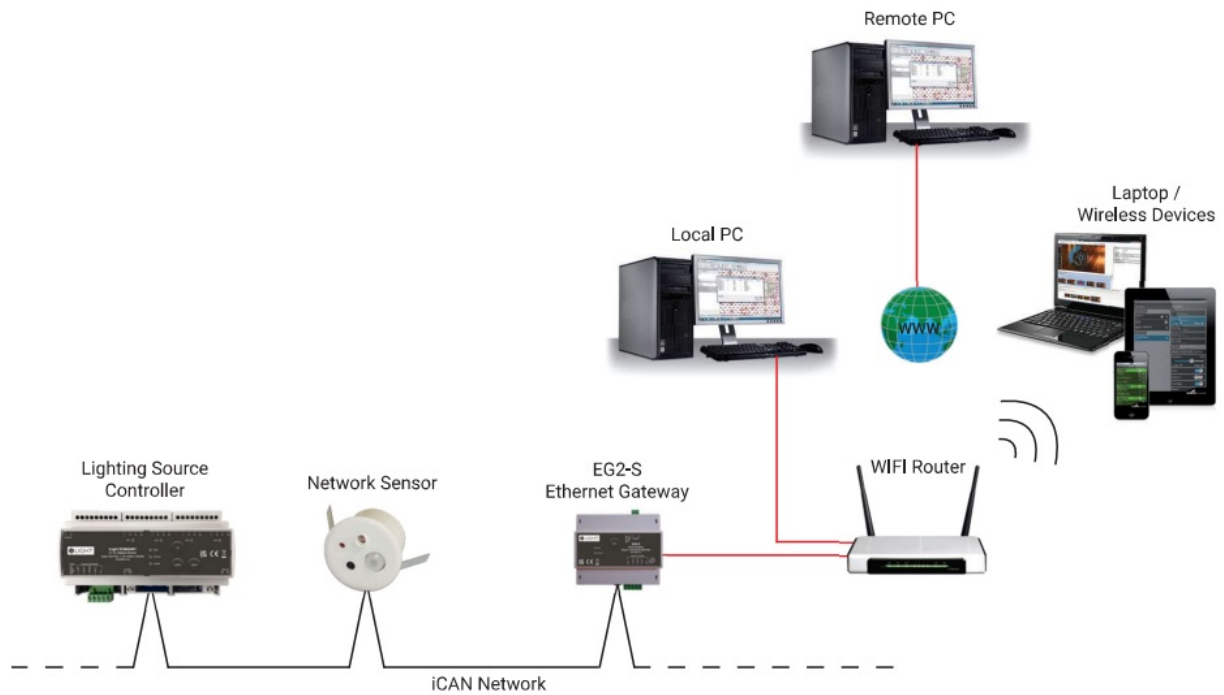 Remote PC
Laptop /
Wireless Devices
Local PC
www
WIFI Router
EG2-S
Ethernet Gateway
Network Sensor
Lighting Source
Controller
LIGHT
iCAN Network